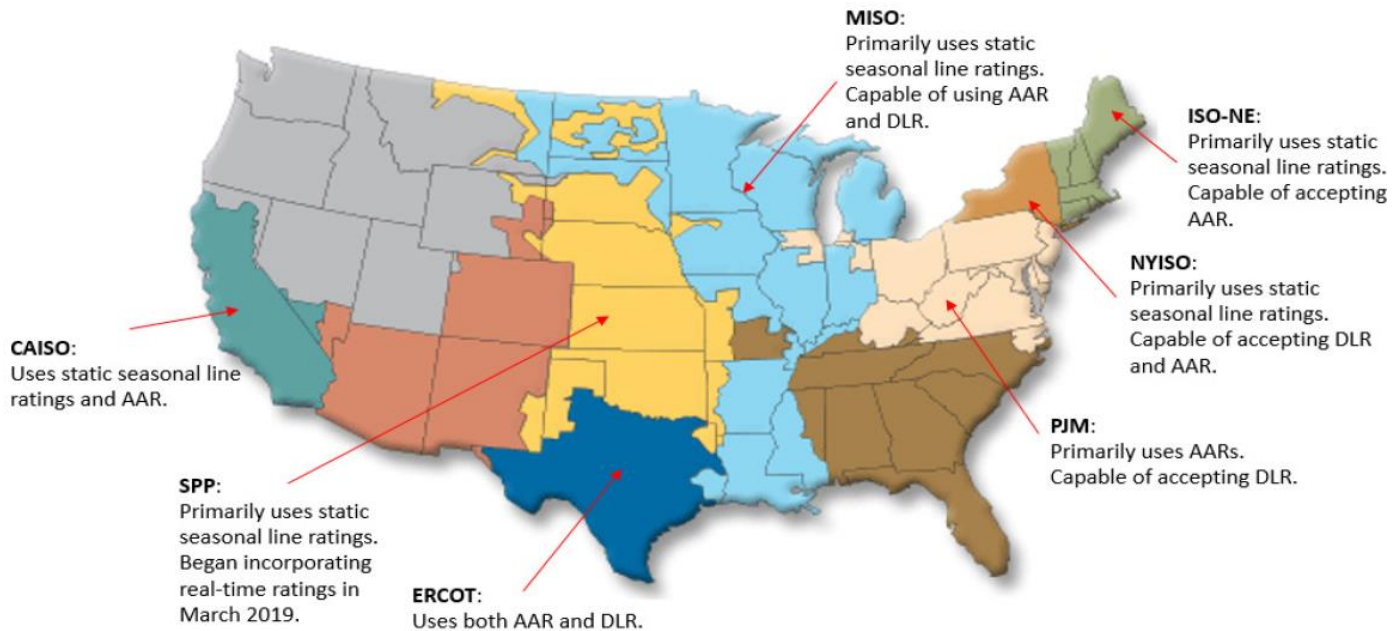 MISO:
Primarily uses static
seasonal line ratings.
Capable of using AAR
and DLR.
ISO-NE:
Primarily uses static
seasonal line ratings.
Capable of accepting
AAR.
NYISO:
Primarily uses static
seasonal line ratings.
Capable of accepting DLR
and AAR.
CAISO:
Uses static seasonal line
ratings and AAR.
PJM:
Primarily uses AARs.
Capable of accepting DLR.
SPP:
Primarily uses static
seasonal line ratings.
Began incorporating
real-time ratings in
March 2019.
ERCOT:
Uses both AAR and DLR.